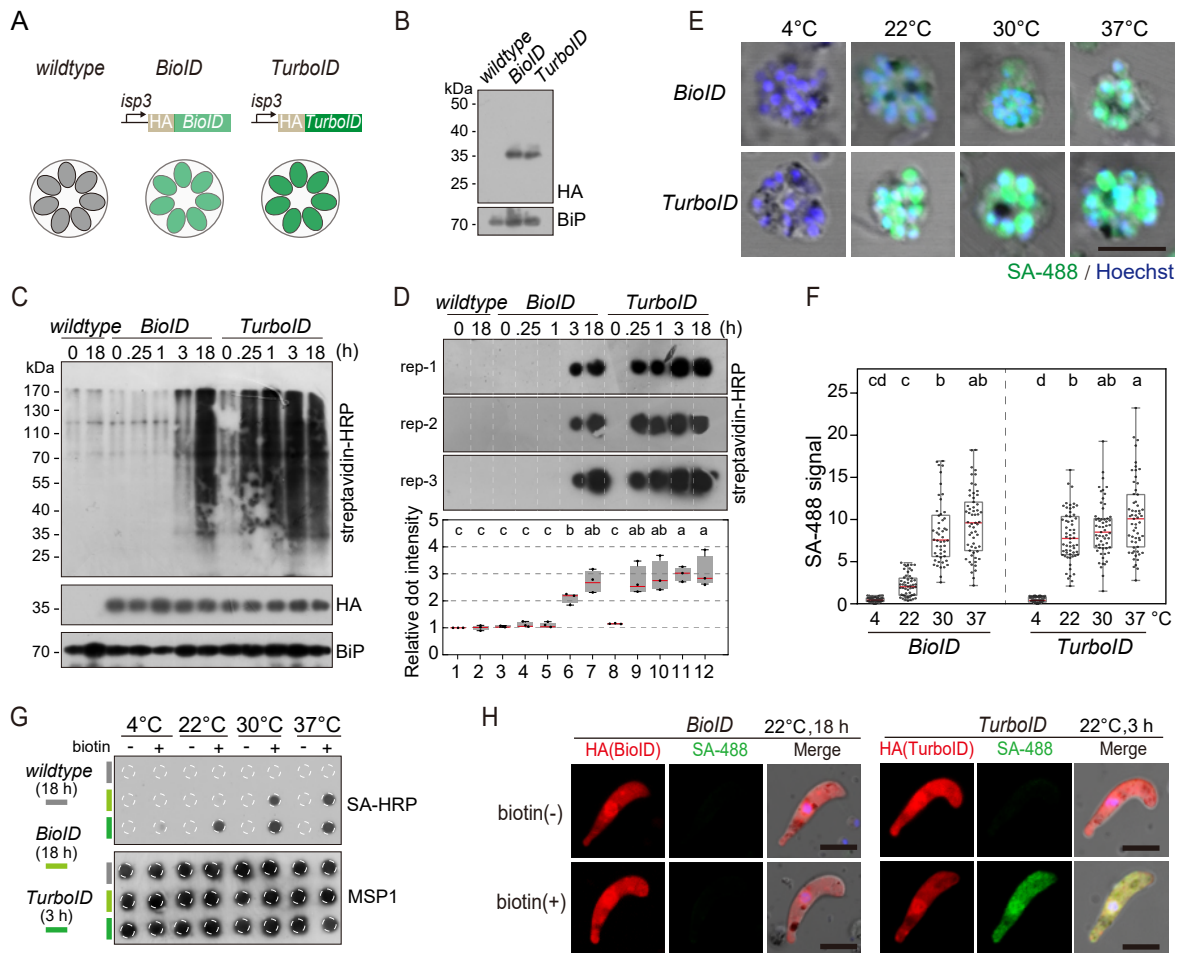 A
wildtype BioID TurboID
isp3 isp3
HA BioID HA TurboID
B
wildtype BioID TurboID
kDa
50
40
35
25
HA
70
BiP
C
wildtype BioID TurboID
0 18 0 .25 1 3 18 0 .25 1 3 18 (h)
kDa
170
130
110
70
55
40
35
25
streptavidin-HRP
35
HA
70
BiP
D
wildtype BioID TurboID
0 18 0 .25 1 3 18 0 .25 1 3 18 (h)
rep-1
rep-2
rep-3
streptavidin-HRP
Relative dot intensity
5
4
3
2
1
0
c c c c c b ab c ab ab a a
1 2 3 4 5 6 7 8 9 10 11 12
E
4°C 22°C 30°C 37°C
BioID
TurboID
SA-488 / Hoechst
F
SA-488 signal
25
20
15
10
5
0
cd c b ab d b ab a
4 22 30 37 4 22 30 37 °C
BioID TurboID
G
4°C 22°C 30°C 37°C
biotin - + - + - + - +
wildtype
(18 h)
BioID
(18 h)
TurboID
(3 h)
SA-HRP
MSP1
H
BioID 22°C,18 h TurboID 22°C,3 h
HA(BioID) SA-488 Merge HA(TurboID) SA-488 Merge
biotin(-)
biotin(+)